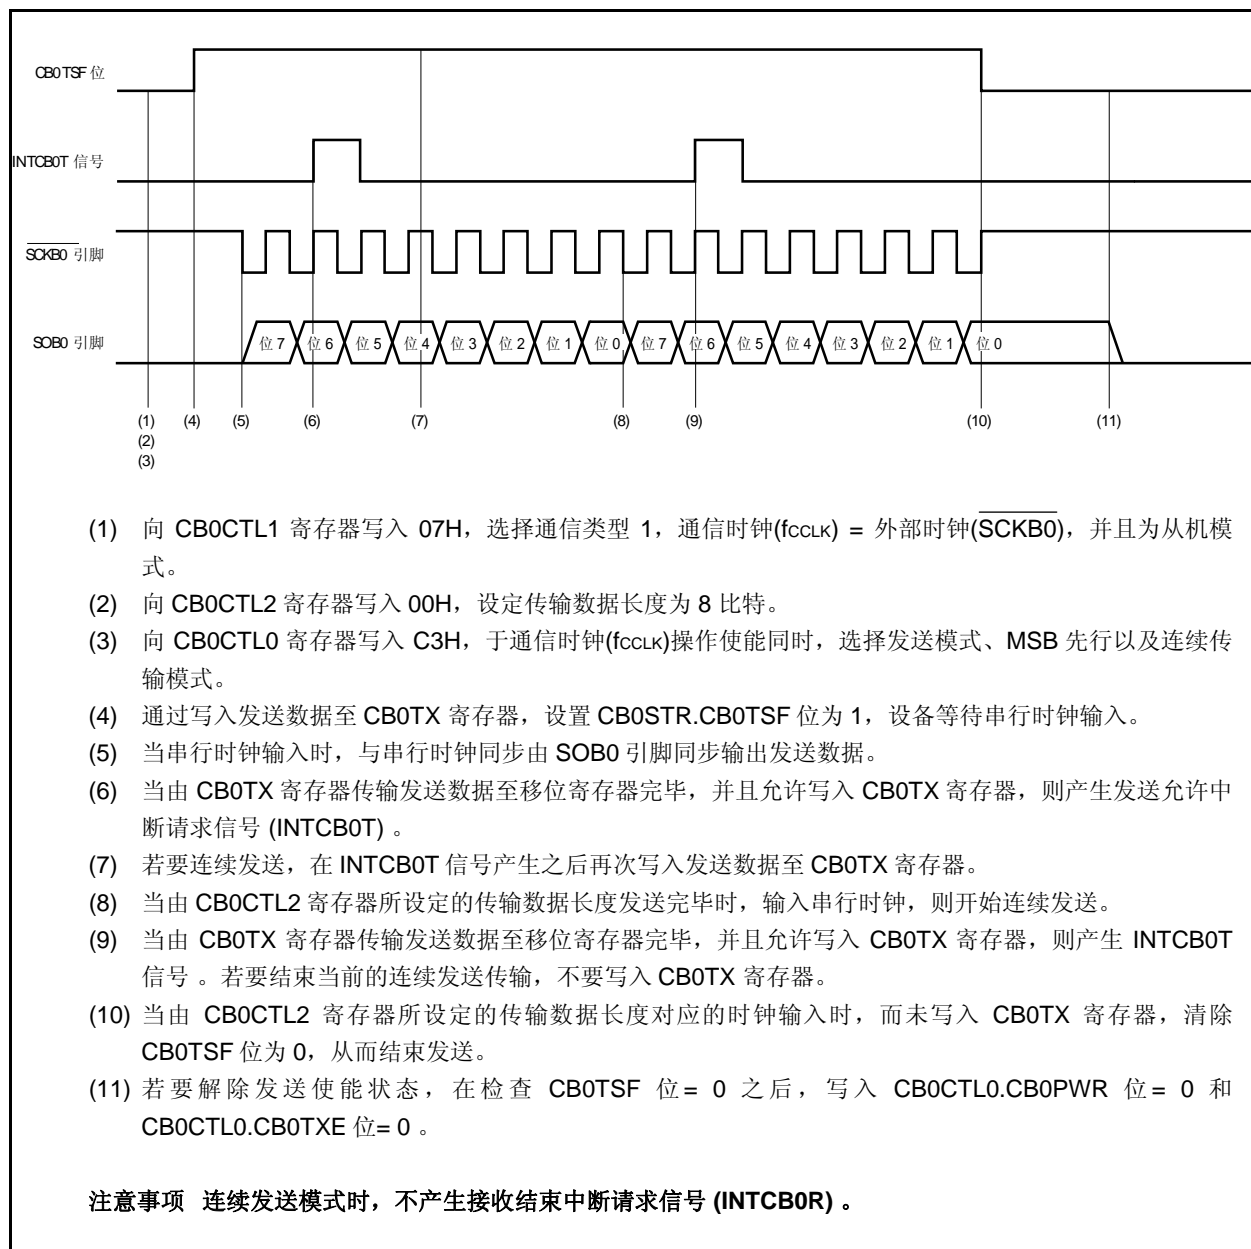 CB0TSF 位
INTCB0T 信号
SCKB0 引脚
SOB0 引脚
位 7 位 6 位 5 位 4 位 3 位 2 位 1 位 0 位 7 位 6 位 5 位 4 位 3 位 2 位 1 位 0
(1) (4) (5) (6) (7) (8) (9) (10) (11)
(2)
(3)
(1) 向 CB0CTL1 寄存器写入 07H，选择通信类型 1，通信时钟(fCCLK) = 外部时钟(SCKB0)，并且为从机模
式。
(2) 向 CB0CTL2 寄存器写入 00H，设定传输数据长度为 8 比特。
(3) 向 CB0CTL0 寄存器写入 C3H，于通信时钟(fCCLK)操作使能同时，选择发送模式、MSB 先行以及连续传
输模式。
(4) 通过写入发送数据至 CB0TX 寄存器，设置 CB0STR.CB0TSF 位为 1，设备等待串行时钟输入。
(5) 当串行时钟输入时，与串行时钟同步由 SOB0 引脚同步输出发送数据。
(6) 当由 CB0TX 寄存器传输发送数据至移位寄存器完毕，并且允许写入 CB0TX 寄存器，则产生发送允许中
断请求信号 (INTCB0T) 。
(7) 若要连续发送，在 INTCB0T 信号产生之后再次写入发送数据至 CB0TX 寄存器。
(8) 当由 CB0CTL2 寄存器所设定的传输数据长度发送完毕时，输入串行时钟，则开始连续发送。
(9) 当由 CB0TX 寄存器传输发送数据至移位寄存器完毕，并且允许写入 CB0TX 寄存器，则产生 INTCB0T
信号 。若要结束当前的连续发送传输，不要写入 CB0TX 寄存器。
(10) 当由 CB0CTL2 寄存器所设定的传输数据长度对应的时钟输入时，而未写入 CB0TX 寄存器，清除
CB0TSF 位为 0，从而结束发送。
(11) 若要解除发送使能状态，在检查 CB0TSF 位= 0 之后，写入 CB0CTL0.CB0PWR 位= 0 和
CB0CTL0.CB0TXE 位= 0 。
注意事项 连续发送模式时，不产生接收结束中断请求信号 (INTCB0R) 。